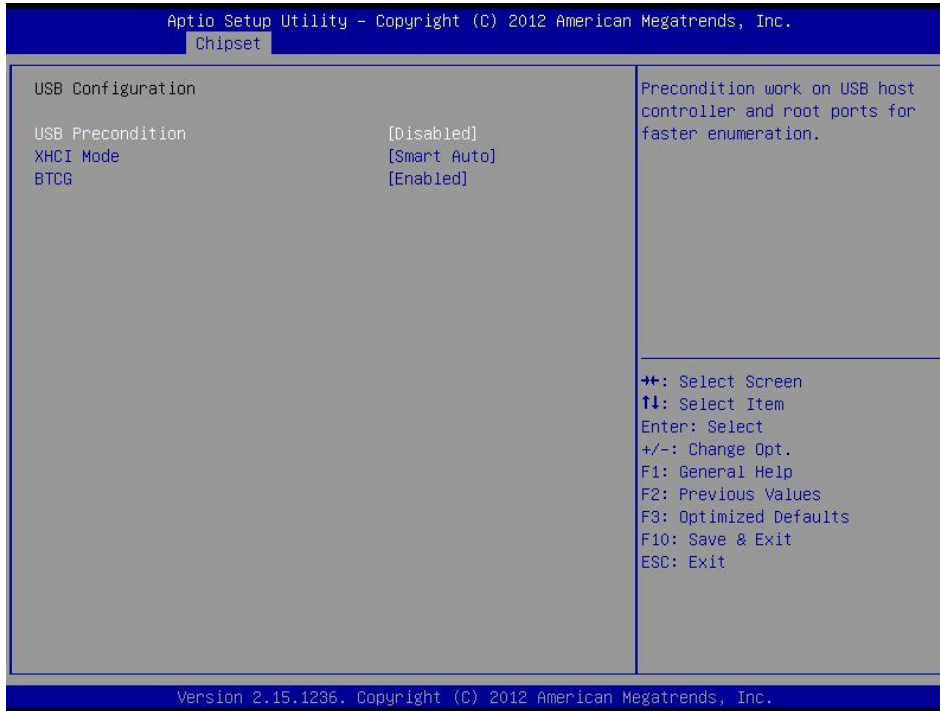 Aptio Setup Utility – Copyright (C) 2012 American Megatrends, Inc.
Chipset
USB Configuration
USB Precondition [Disabled]
XHCI Mode [Smart Auto]
BTCG [Enabled]
Precondition work on USB host
controller and root ports for
faster enumeration.
→←: Select Screen
↑↓: Select Item
Enter: Select
+/-: Change Opt.
F1: General Help
F2: Previous Values
F3: Optimized Defaults
F10: Save & Exit
ESC: Exit
Version 2.15.1236. Copyright (C) 2012 American Megatrends, Inc.